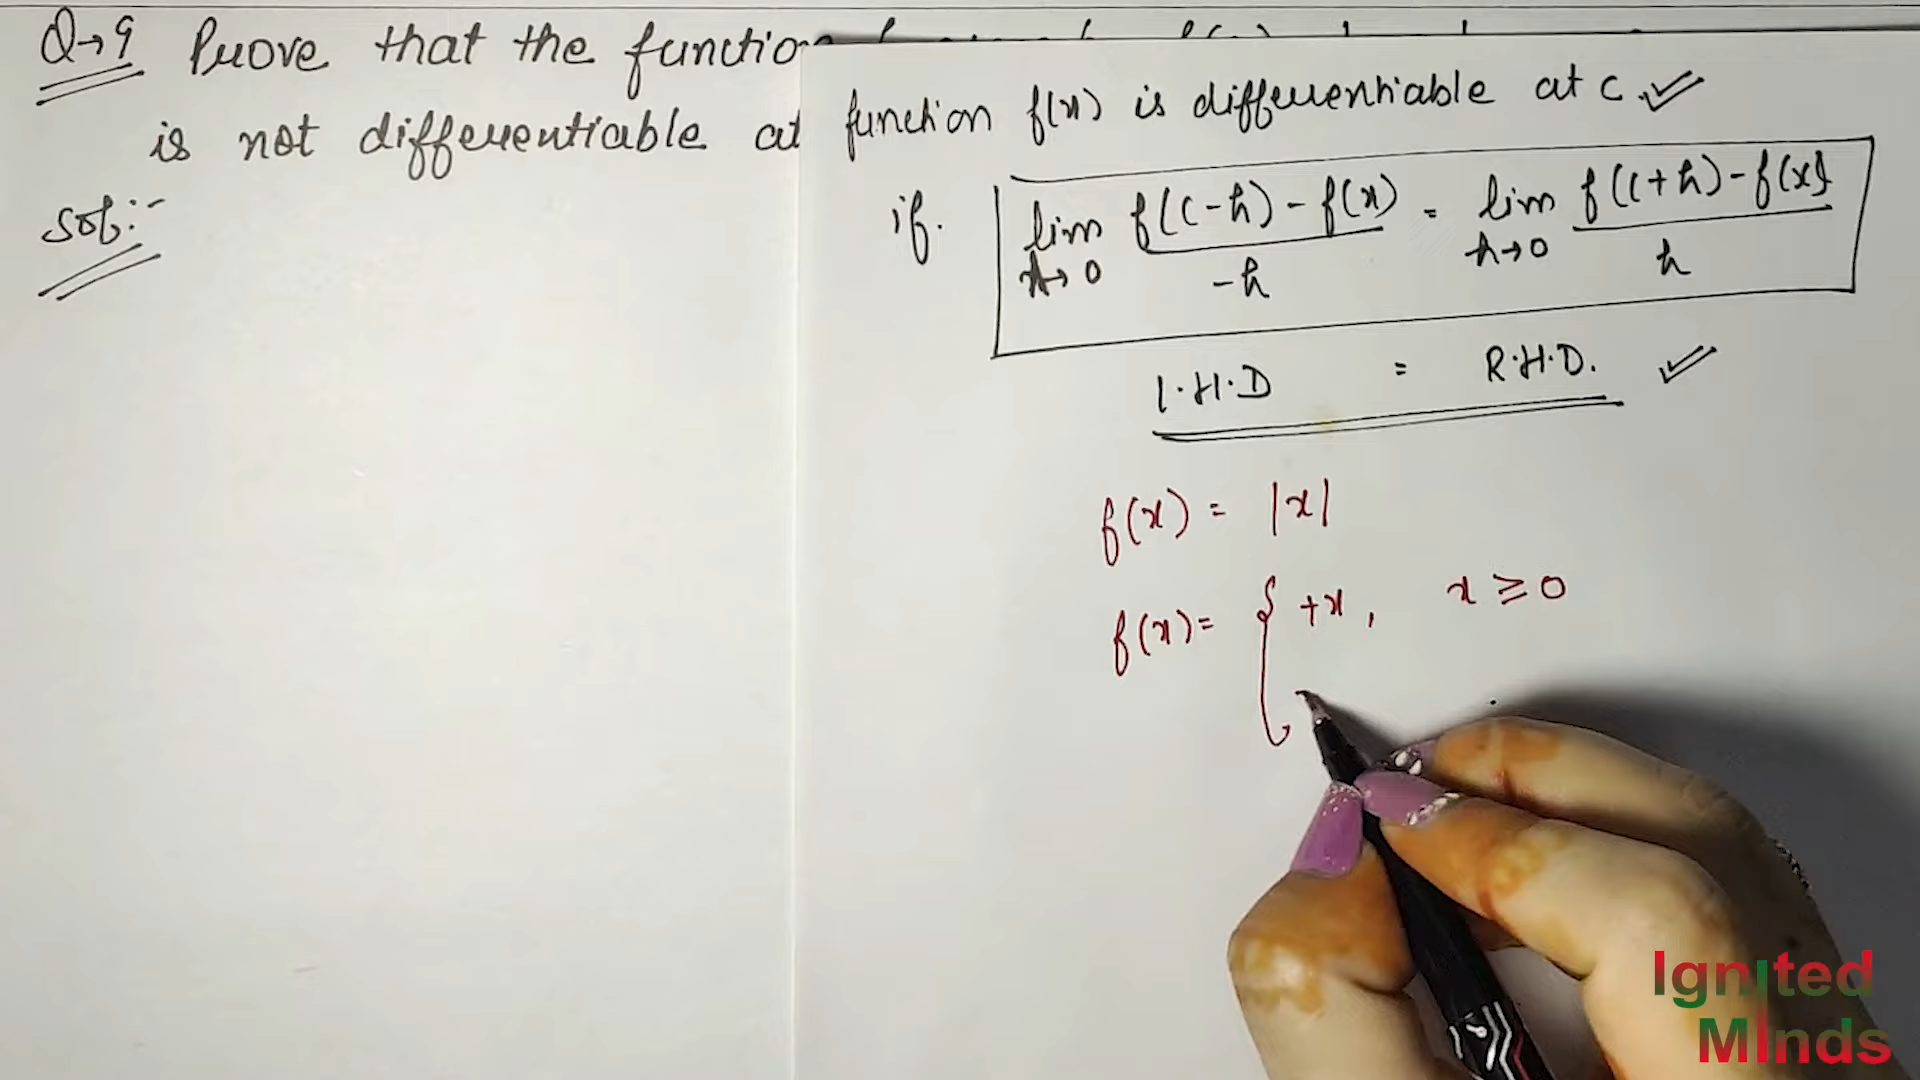 Q→9 Prove that the function
is not differentiable at
Sol:-
function f(x) is differentiable at c
if. lim h→0 f(c-h) - f(x) / -h = lim h→0 f(c+h) - f(x) / h
L.H.D = R.H.D.
f(x) = |x|
f(x) = { +x, x ≥ 0
Ignited
Minds